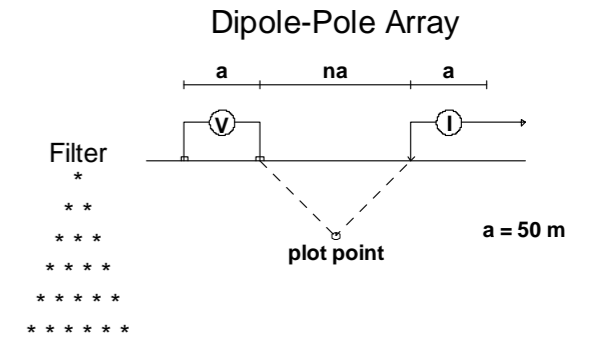 Dipole-Pole Array
a na a
V I
Filter
*
* *
* * *
* * * *
* * * * *
* * * * * *
a = 50 m
plot point